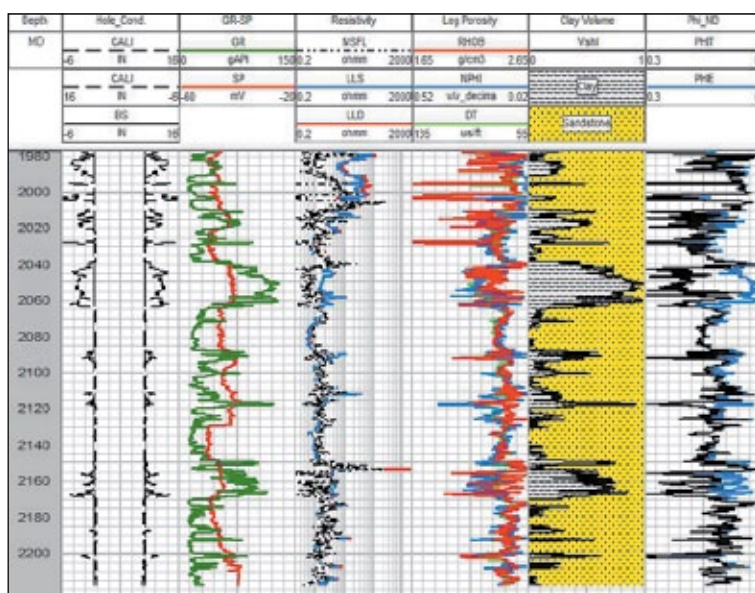 Depth Hole_Cond. GR-SP Resistivity Log Porosity Clay Volume Phi_ND
MD CALI GR MSFL RHOB Vshl PHIT
-6 IN 16 0 gAPI 150 0.2 ohmm 2000 1.65 g/cm3 2.65 0 1 0.3
CALI SP LLS NPHI Clay PHIE
16 IN -6 -60 mV -20 0.2 ohmm 2000 0.52 v/v_decima 0.02 0.3
BS LLD DT Sandstone
-6 IN 16 0.2 ohmm 2000 135 us/ft 55
1980
2000
2020
2040
2060
2080
2100
2120
2140
2160
2180
2200